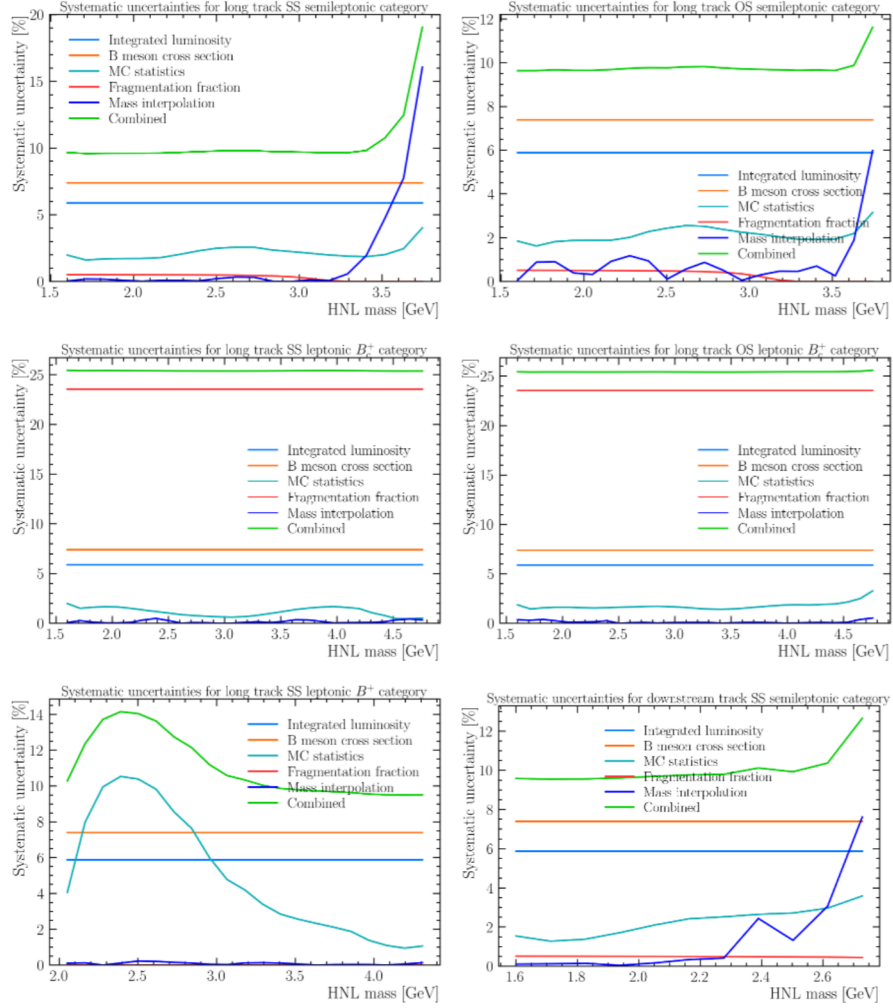 Systematic uncertainties for long track SS semileptonic category
Systematic uncertainty [%]
20
15
10
5
0
Integrated luminosity
B meson cross section
MC statistics
Fragmentation fraction
Mass interpolation
Combined
2.0
2.5
3.0
3.5
HNL mass [GeV]
Systematic uncertainties for long track OS semileptonic category
Systematic uncertainty [%]
12
10
8
6
4
2
0
Integrated luminosity
B meson cross section
MC statistics
Fragmentation fraction
Mass interpolation
Combined
2.0
2.5
3.0
3.5
HNL mass [GeV]
Systematic uncertainties for long track SS leptonic B_c^+ category
Systematic uncertainty [%]
25
20
15
10
5
0
Integrated luminosity
B meson cross section
MC statistics
Fragmentation fraction
Mass interpolation
Combined
1.5
2.0
2.5
3.0
3.5
4.0
4.5
HNL mass [GeV]
Systematic uncertainties for long track OS leptonic B_c^+ category
Systematic uncertainty [%]
25
20
15
10
5
0
Integrated luminosity
B meson cross section
MC statistics
Fragmentation fraction
Mass interpolation
Combined
1.5
2.0
2.5
3.0
3.5
4.0
4.5
HNL mass [GeV]
Systematic uncertainties for long track SS leptonic B^+ category
Systematic uncertainty [%]
14
12
10
8
6
4
2
0
Integrated luminosity
B meson cross section
MC statistics
Fragmentation fraction
Mass interpolation
Combined
2.0
2.5
3.0
3.5
4.0
HNL mass [GeV]
Systematic uncertainties for downstream track SS semileptonic category
Systematic uncertainty [%]
12
10
8
6
4
2
0
Integrated luminosity
B meson cross section
MC statistics
Fragmentation fraction
Mass interpolation
Combined
1.6
1.8
2.0
2.2
2.4
2.6
HNL mass [GeV]